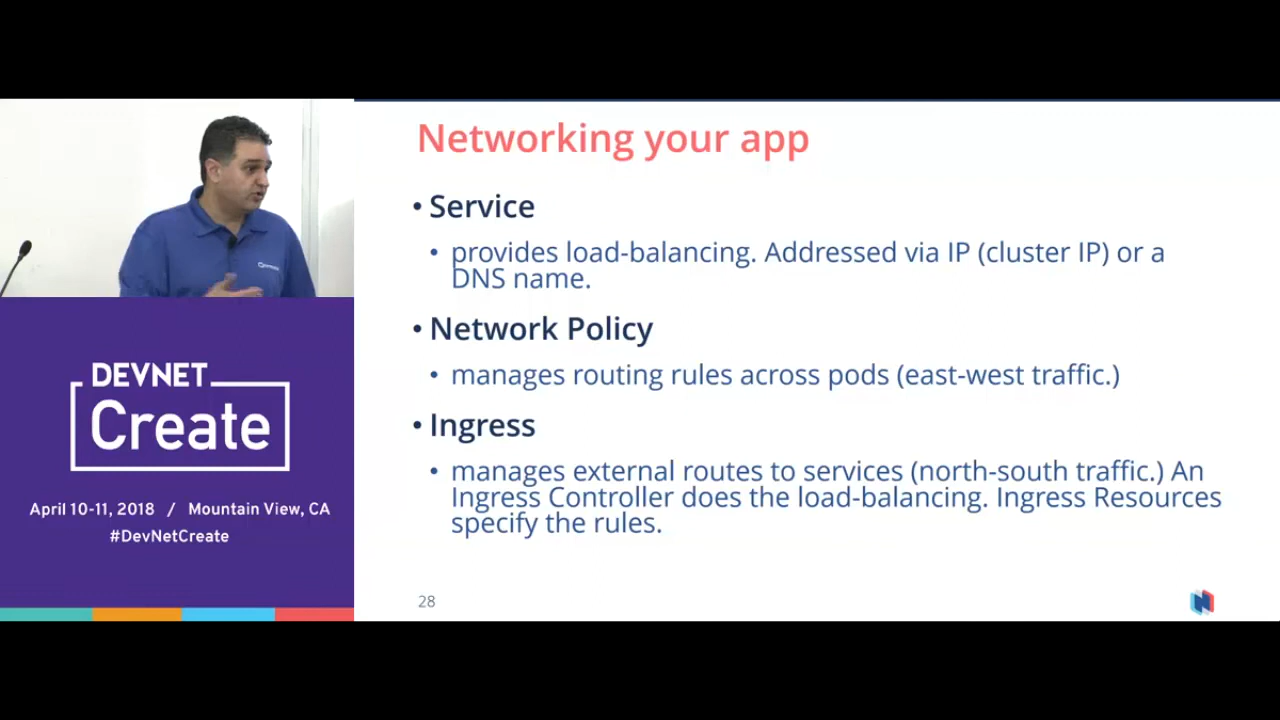 Networking your app
• Service
• provides load-balancing. Addressed via IP (cluster IP) or a
DNS name.
• Network Policy
• manages routing rules across pods (east-west traffic.)
• Ingress
• manages external routes to services (north-south traffic.) An
Ingress Controller does the load-balancing. Ingress Resources
specify the rules.
28
DEVNET
Create
April 10-11, 2018 / Mountain View, CA
#DevNetCreate